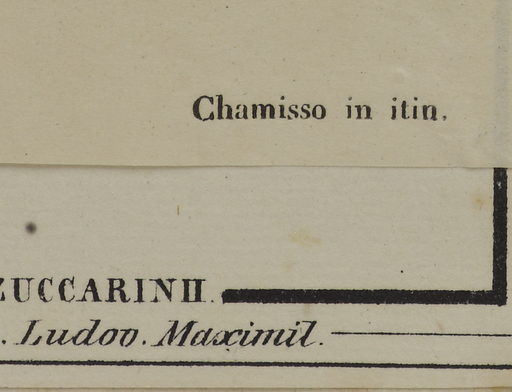 Chamisso in itin.
ZUCCARINII.
. Ludov. Maximil.